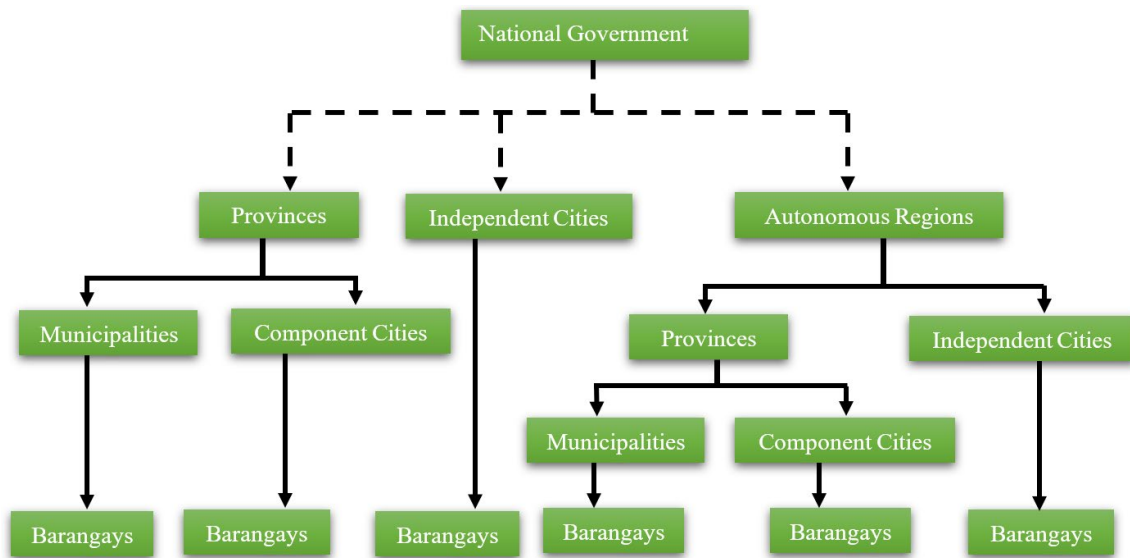 National Government
Provinces
Independent Cities
Autonomous Regions
Municipalities
Component Cities
Provinces
Independent Cities
Municipalities
Component Cities
Barangays
Barangays
Barangays
Barangays
Barangays
Barangays